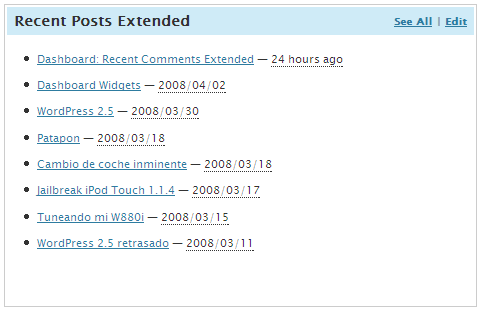 Recent Posts Extended See All | Edit
Dashboard: Recent Comments Extended — 24 hours ago
Dashboard Widgets — 2008/04/02
WordPress 2.5 — 2008/03/30
Patapon — 2008/03/18
Cambio de coche inminente — 2008/03/18
Jailbreak iPod Touch 1.1.4 — 2008/03/17
Tuneando mi W880i — 2008/03/15
WordPress 2.5 retrasado — 2008/03/11